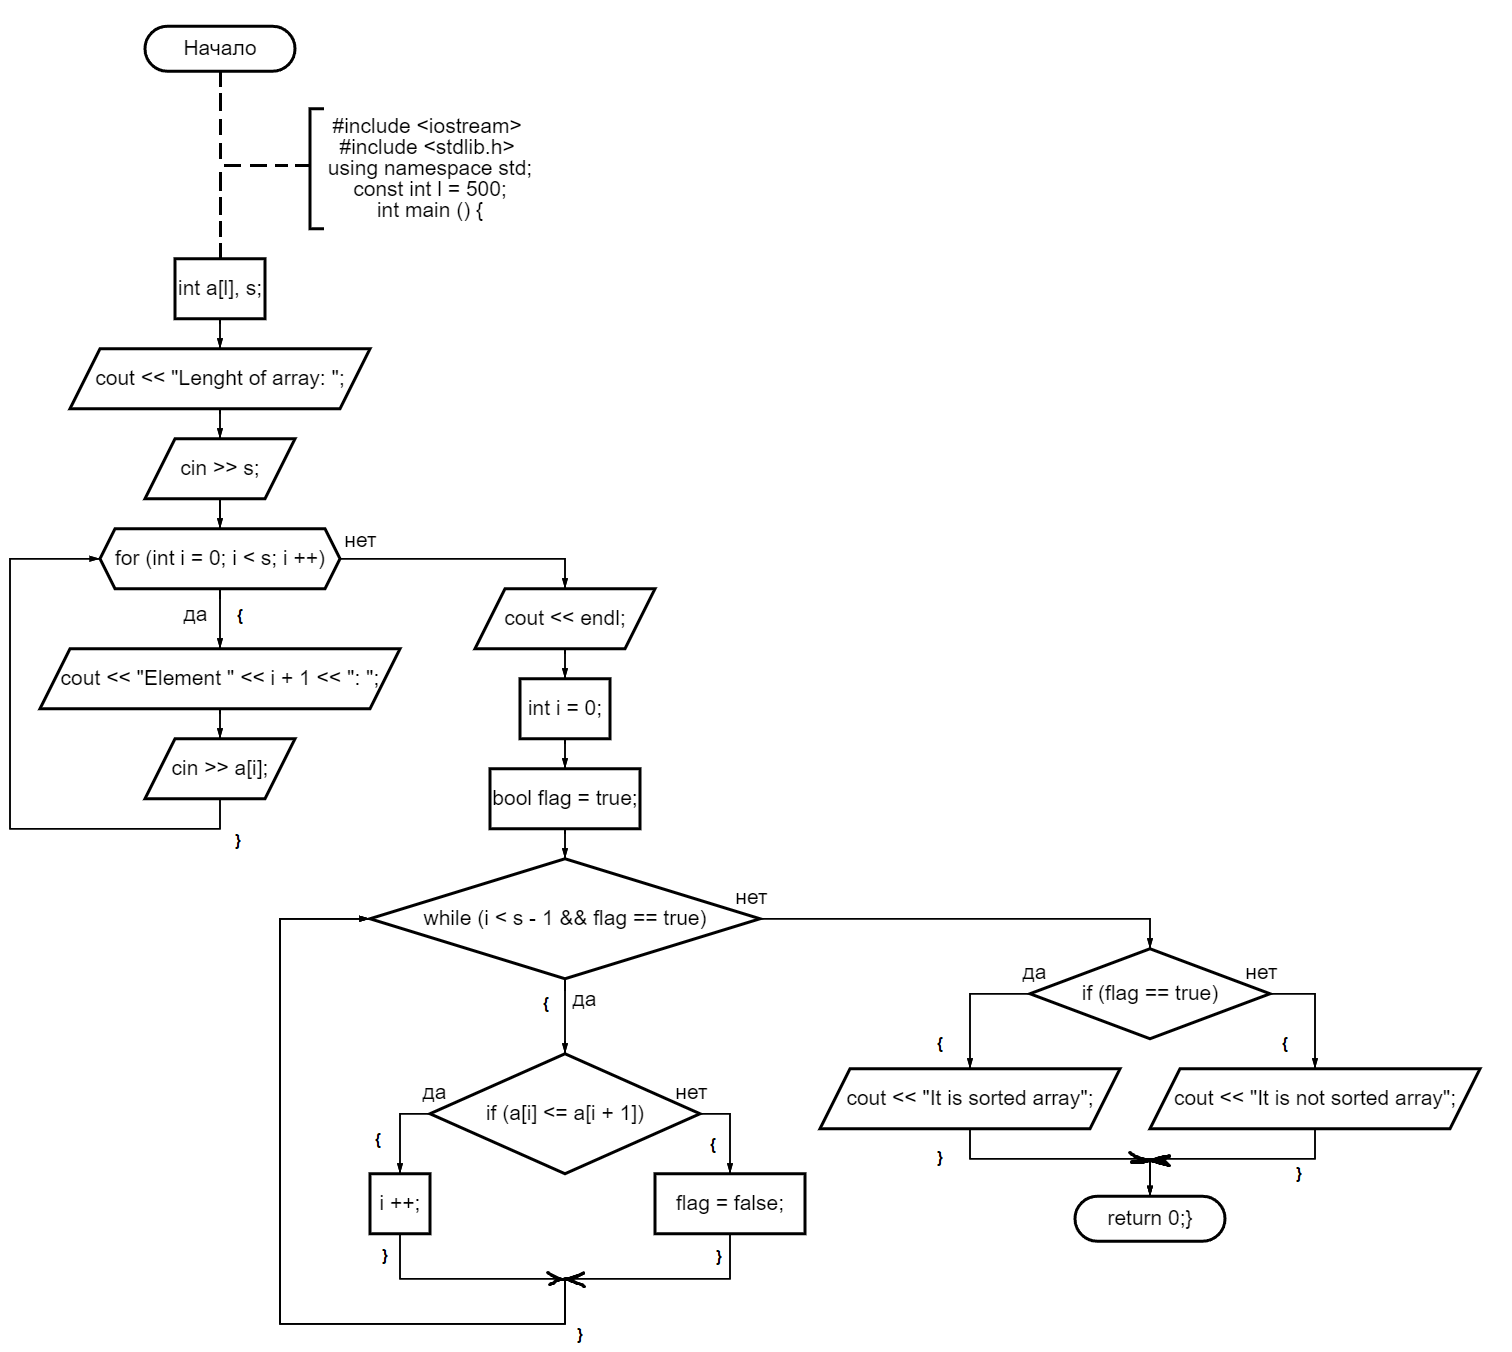 Начало
#include <iostream>
#include <stdlib.h>
using namespace std;
const int l = 500;
int main () {
int a[l], s;
cout << "Lenght of array: ";
cin >> s;
for (int i = 0; i < s; i ++)
нет
да
{
cout << "Element " << i + 1 << ": ";
cin >> a[i];
}
cout << endl;
int i = 0;
bool flag = true;
while (i < s - 1 && flag == true)
нет
{
да
if (a[i] <= a[i + 1])
да
нет
{
{
i ++;
flag = false;
}
}
}
if (flag == true)
да
нет
{
{
cout << "It is sorted array";
cout << "It is not sorted array";
}
}
return 0;}